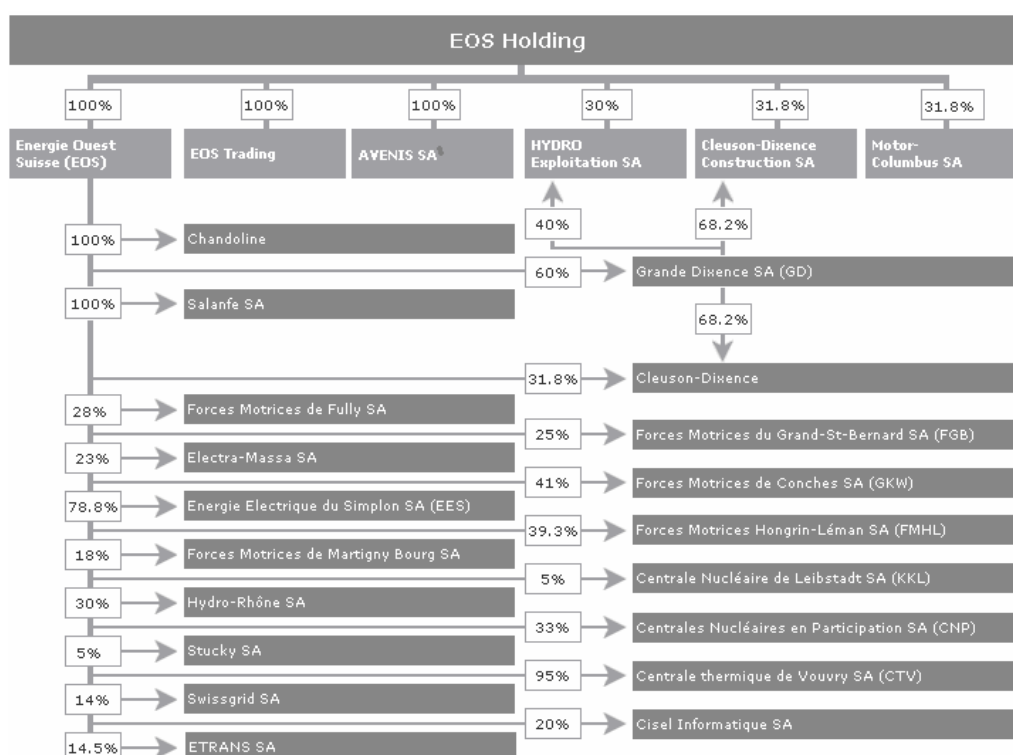 EOS Holding
100%
100%
100%
30%
31.8%
31.8%
Energie Ouest
Suisse (EOS)
EOS Trading
AVENIS SA
HYDRO
Exploitation SA
Cleuson-Dixence
Construction SA
Motor-
Columbus SA
40%
68.2%
100%
Chandoline
60%
Grande Dixence SA (GD)
100%
Salanfe SA
68.2%
31.8%
Cleuson-Dixence
28%
Forces Motrices de Fully SA
25%
Forces Motrices du Grand-St-Bernard SA (FGB)
23%
Electra-Massa SA
41%
Forces Motrices de Conches SA (GKW)
78.8%
Energie Electrique du Simplon SA (EES)
39.3%
Forces Motrices Hongrin-Léman SA (FMHL)
18%
Forces Motrices de Martigny Bourg SA
5%
Centrale Nucléaire de Leibstadt SA (KKL)
30%
Hydro-Rhône SA
33%
Centrales Nucléaires en Participation SA (CNP)
5%
Stucky SA
95%
Centrale thermique de Vouvry SA (CTV)
14%
Swissgrid SA
20%
Cisel Informatique SA
14.5%
ETRANS SA